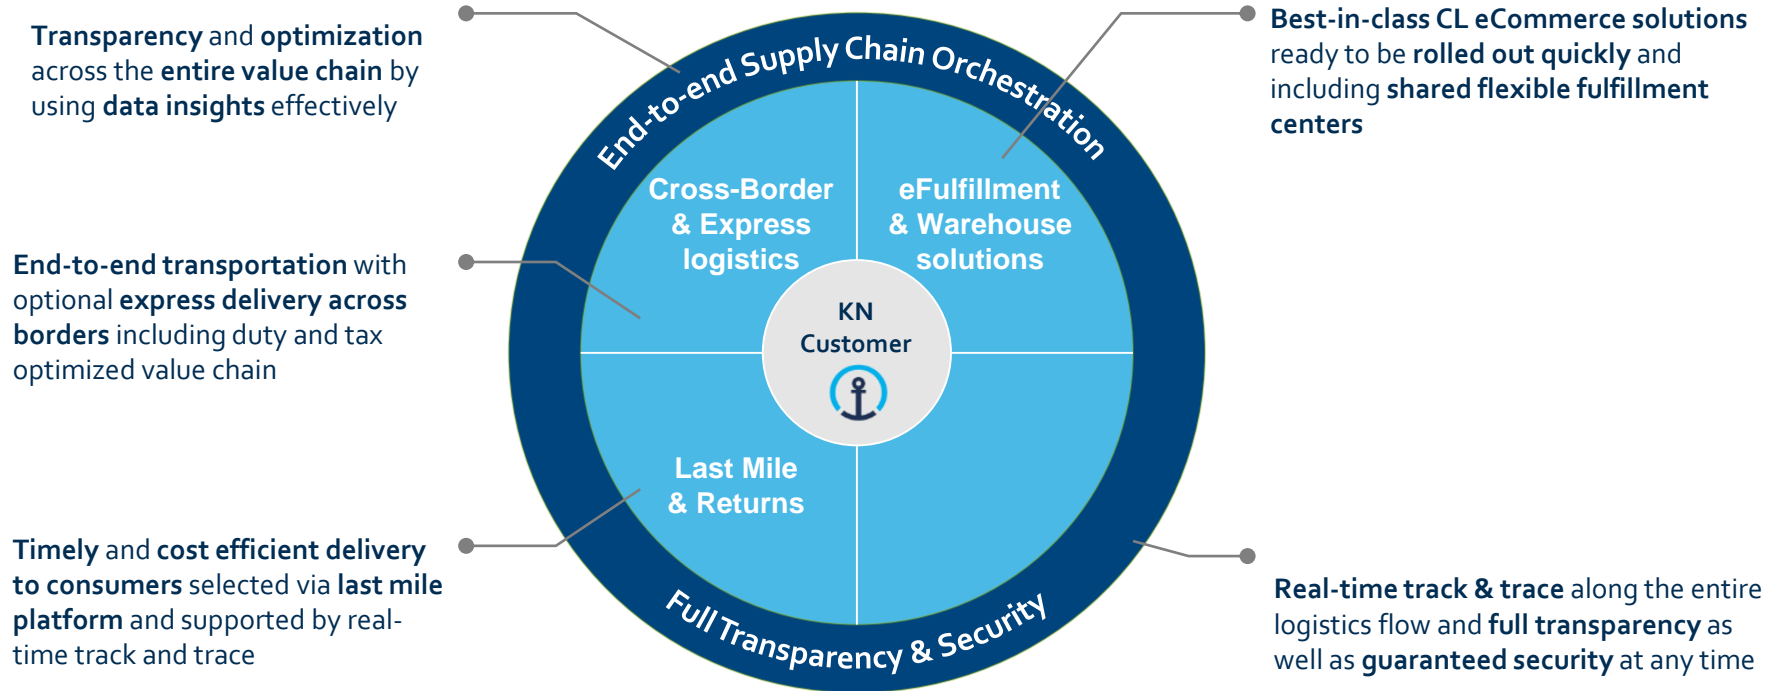 Transparency and optimization
across the entire value chain by
using data insights effectively
End-to-end transportation with
optional express delivery across
borders including duty and tax
optimized value chain
Timely and cost efficient delivery
to consumers selected via last mile
platform and supported by real-
time track and trace
End-to-end Supply Chain Orchestration
Cross-Border
& Express
logistics
eFulfillment
& Warehouse
solutions
KN
Customer
Last Mile
& Returns
Full Transparency & Security
Best-in-class CL eCommerce solutions
ready to be rolled out quickly and
including shared flexible fulfillment
centers
Real-time track & trace along the entire
logistics flow and full transparency as
well as guaranteed security at any time